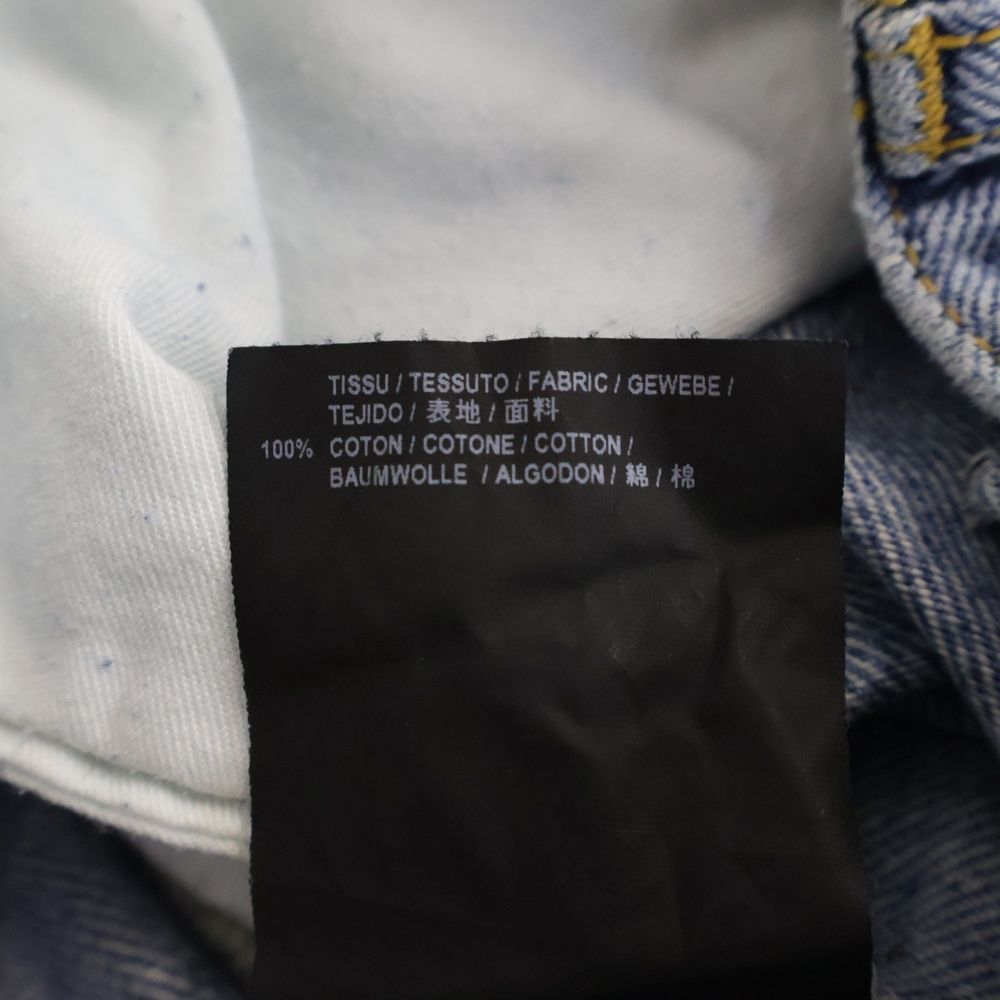 TISSU / TESSUTO / FABRIC / GEWEBE /
TEJIDO / 表地 / 面料
100% COTON / COTONE / COTTON /
BAUMWOLLE / ALGODON / 綿 / 棉